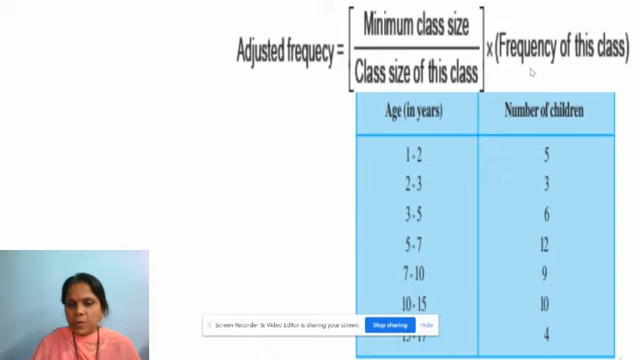 Adjusted frequecy = [ Minimum class size / Class size of this class ] × (Frequency of this class)
Age (in years) Number of children
1 - 2 5
2 - 3 3
3 - 5 6
5 - 7 12
7 - 10 9
10 - 15 10
Screen Recorder & Video Editor is sharing your screen. Stop sharing Hide
4